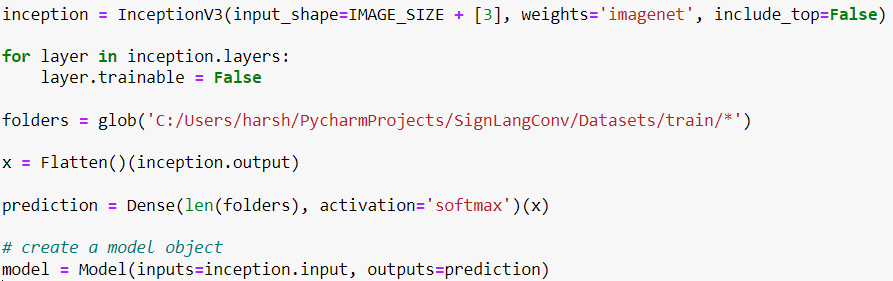 inception = InceptionV3(input_shape=IMAGE_SIZE + [3], weights='imagenet', include_top=False)
for layer in inception.layers:
    layer.trainable = False
folders = glob('C:/Users/harsh/PycharmProjects/SignLangConv/Datasets/train/*')
x = Flatten()(inception.output)
prediction = Dense(len(folders), activation='softmax')(x)
# create a model object
model = Model(inputs=inception.input, outputs=prediction)